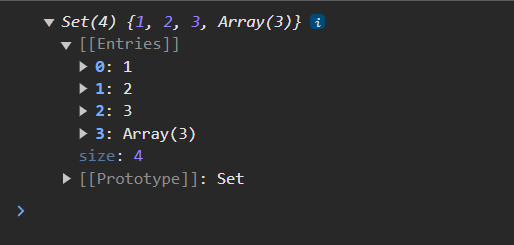 Set(4) {1, 2, 3, Array(3)} i
[[Entries]]
0: 1
1: 2
2: 3
3: Array(3)
size: 4
[[Prototype]]: Set